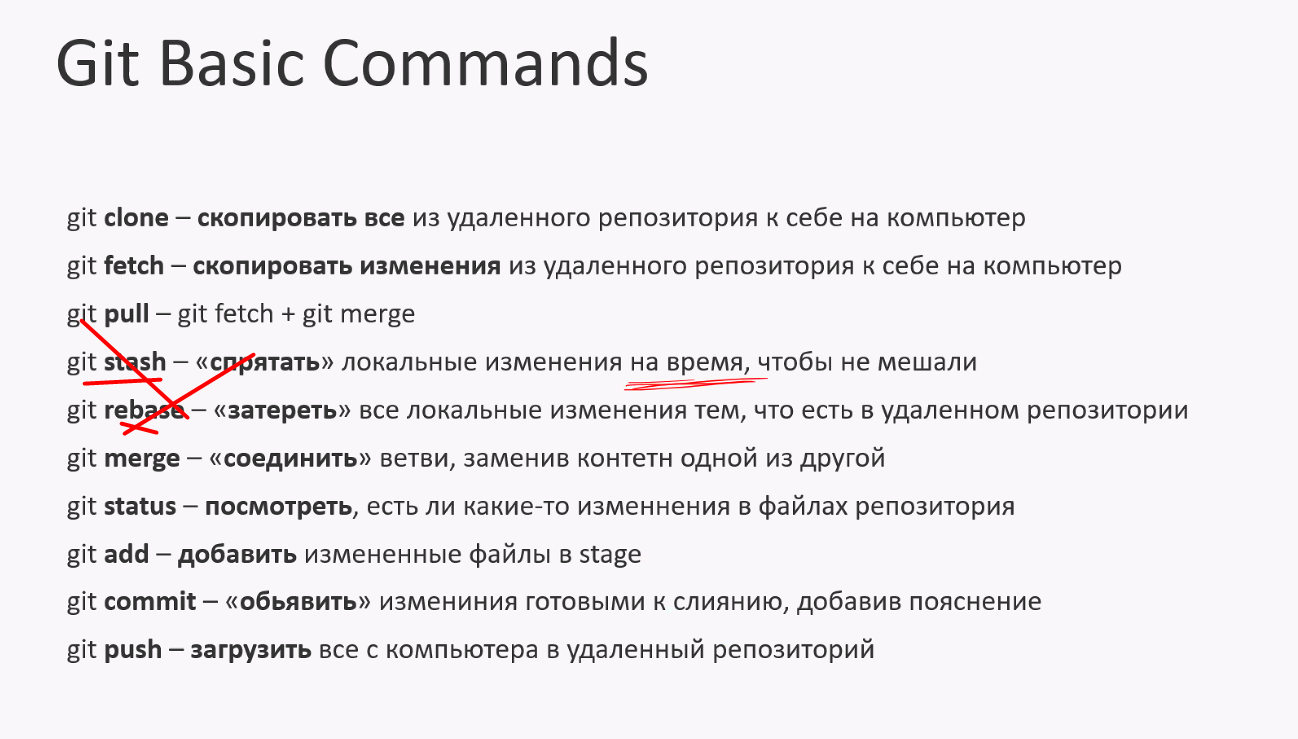 Git Basic Commands
git clone – скопировать все из удаленного репозитория к себе на компьютер
git fetch – скопировать изменения из удаленного репозитория к себе на компьютер
git pull – git fetch + git merge
git stash – «спрятать» локальные изменения на время, чтобы не мешали
git rebase – «затереть» все локальные изменения тем, что есть в удаленном репозитории
git merge – «соединить» ветви, заменив контетн одной из другой
git status – посмотреть, есть ли какие-то изменнения в файлах репозитория
git add – добавить измененные файлы в stage
git commit – «обьявить» измениния готовыми к слиянию, добавив пояснение
git push – загрузить все с компьютера в удаленный репозиторий